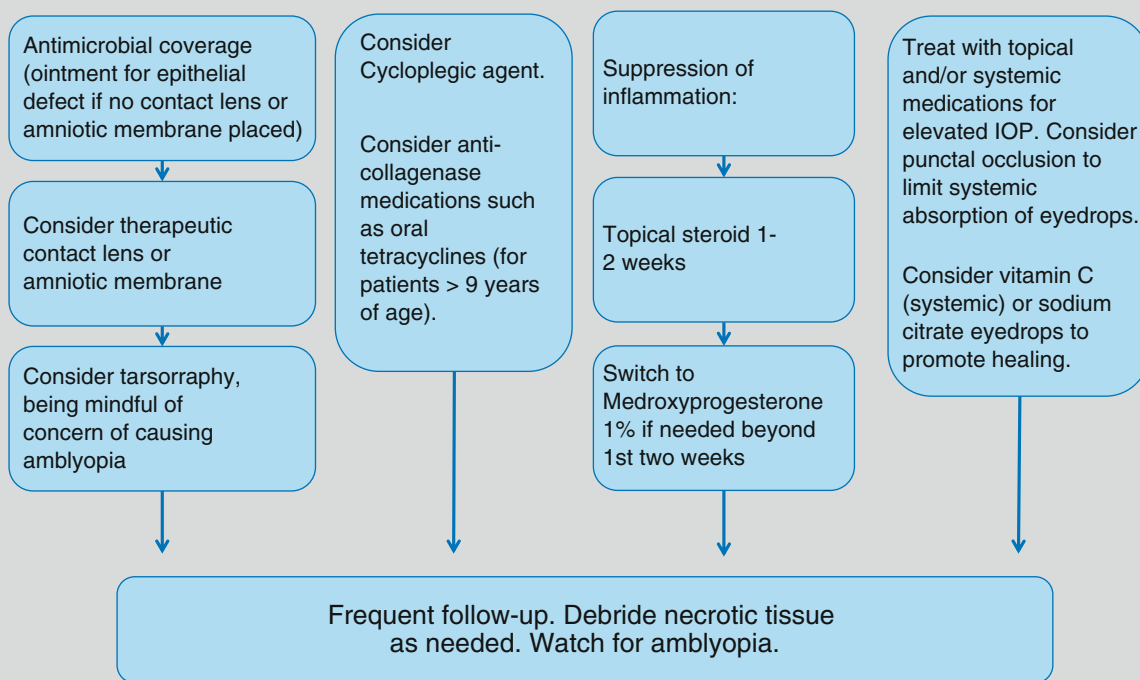 Antimicrobial coverage
(ointment for epithelial
defect if no contact lens or
amniotic membrane placed)
Consider therapeutic
contact lens or
amniotic membrane
Consider tarsorraphy,
being mindful of
concern of causing
amblyopia
Consider
Cycloplegic agent.
Consider anti-
collagenase
medications such
as oral
tetracyclines (for
patients > 9 years
of age).
Suppression of
inflammation:
Topical steroid 1-
2 weeks
Switch to
Medroxyprogesterone
1% if needed beyond
1st two weeks
Treat with topical
and/or systemic
medications for
elevated IOP. Consider
punctal occlusion to
limit systemic
absorption of eyedrops.
Consider vitamin C
(systemic) or sodium
citrate eyedrops to
promote healing.
Frequent follow-up. Debride necrotic tissue
as needed. Watch for amblyopia.